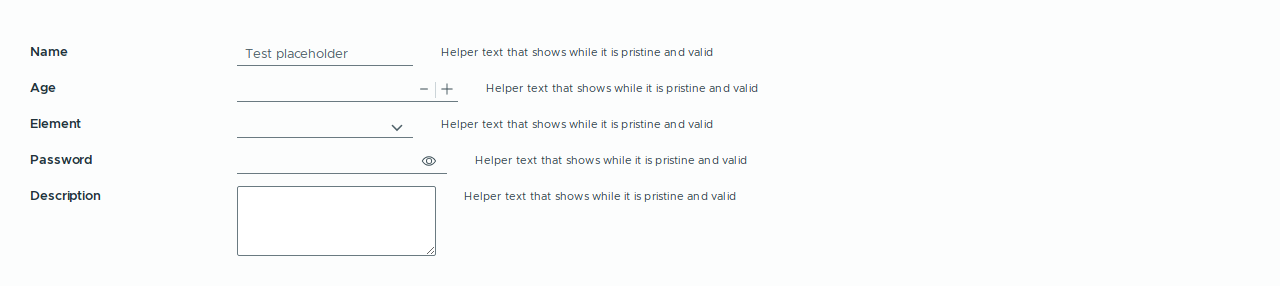 Name Test placeholder Helper text that shows while it is pristine and valid
Age Helper text that shows while it is pristine and valid
Element Helper text that shows while it is pristine and valid
Password Helper text that shows while it is pristine and valid
Description Helper text that shows while it is pristine and valid